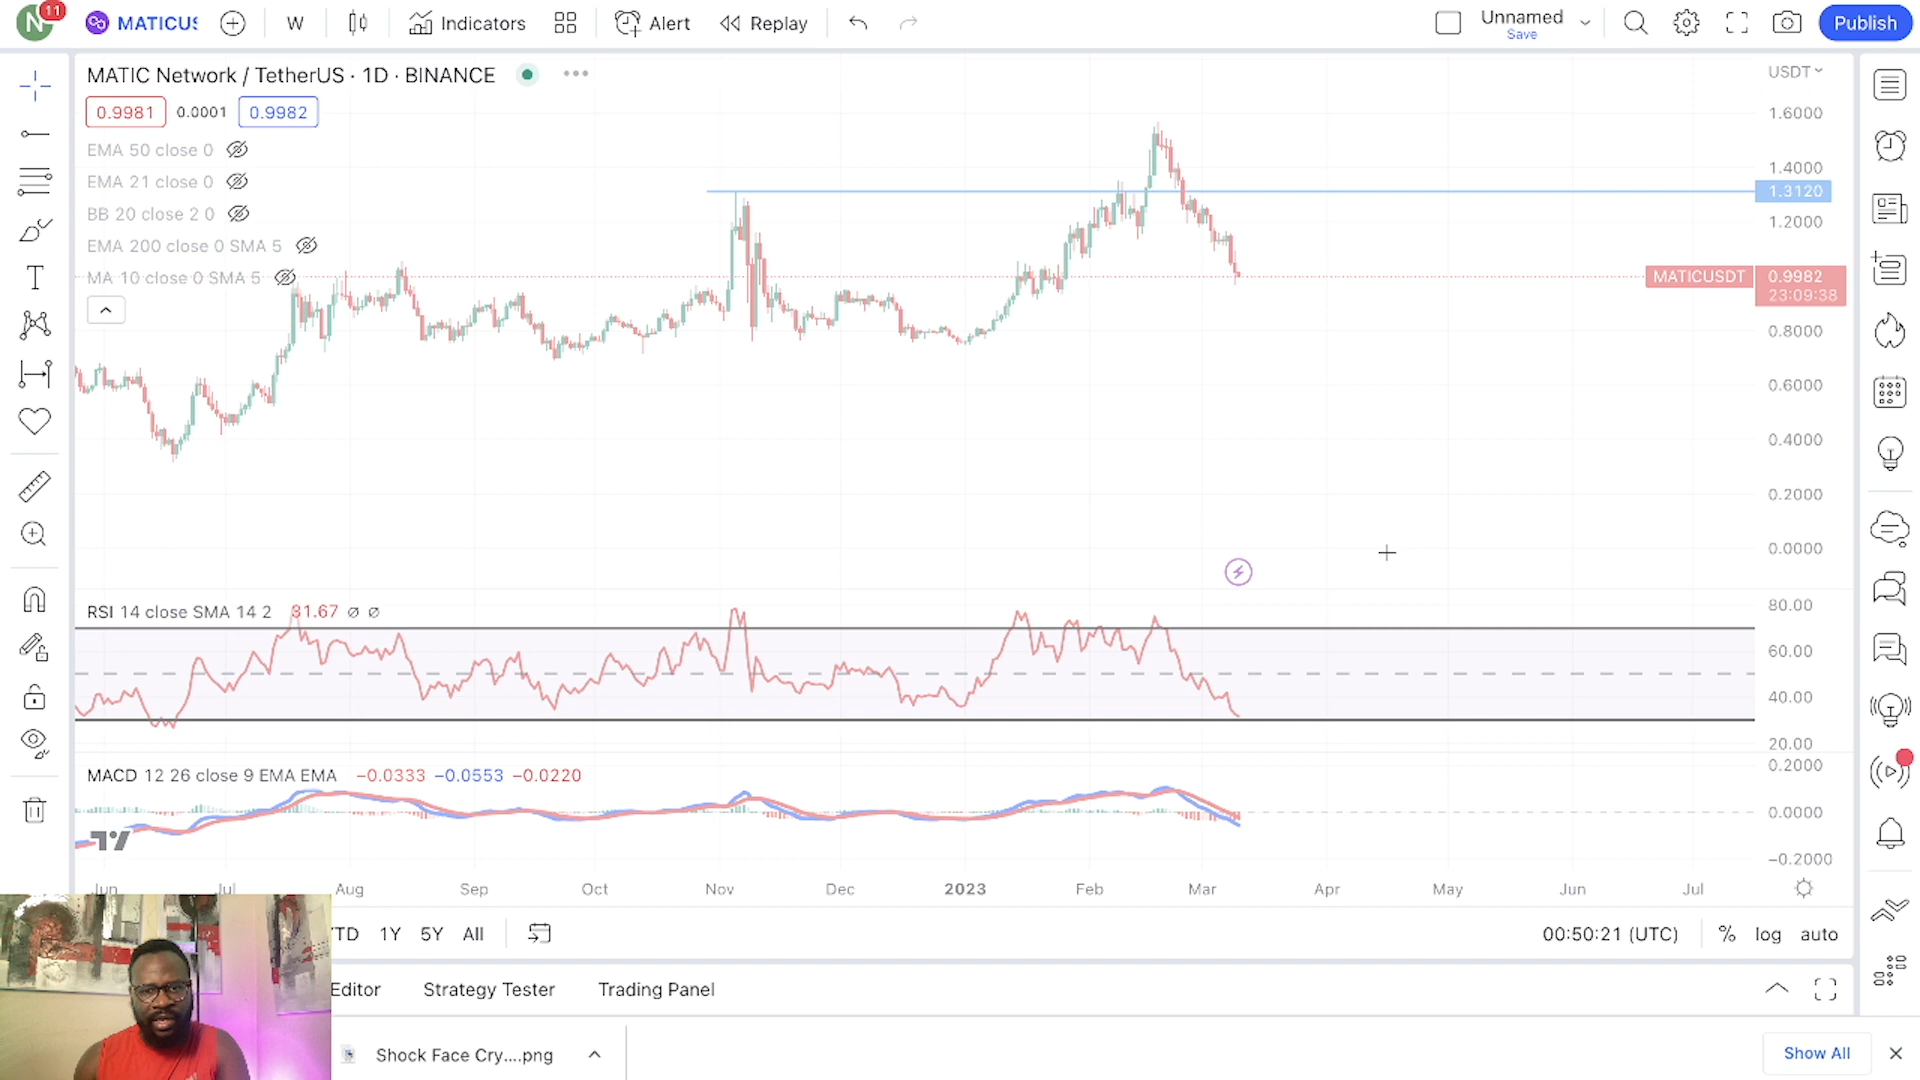 N 11 MATICUS W Indicators Alert Replay Unnamed Save Publish
MATIC Network / TetherUS · 1D · BINANCE
0.9981 0.0001 0.9982
EMA 50 close 0
EMA 21 close 0
BB 20 close 2 0
EMA 200 close 0 SMA 5
MA 10 close 0 SMA 5
USDT
1.6000
1.4000
1.3120
1.2000
MATICUSDT 0.9982
23:09:38
0.8000
0.6000
0.4000
0.2000
0.0000
RSI 14 close SMA 14 2 31.67 ∅ ∅
80.00
60.00
40.00
20.00
MACD 12 26 close 9 EMA EMA −0.0333 −0.0553 −0.0220
0.2000
0.0000
−0.2000
Jun Jul Aug Sep Oct Nov Dec 2023 Feb Mar Apr May Jun Jul
YTD 1Y 5Y All 00:50:21 (UTC) % log auto
Editor Strategy Tester Trading Panel
Shock Face Cry....png Show All